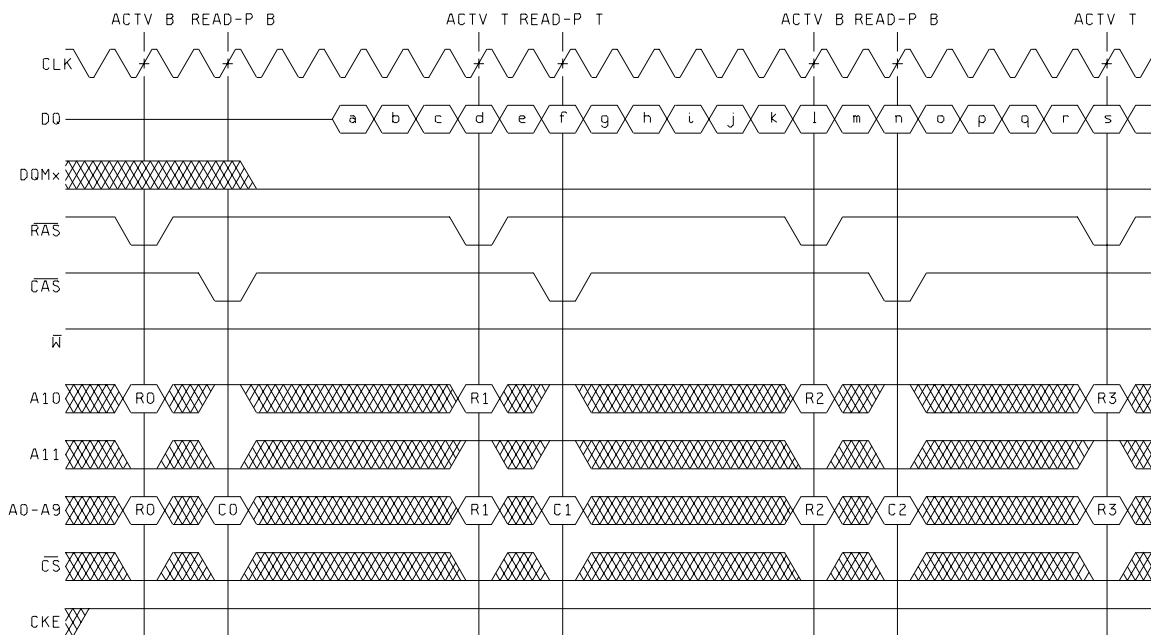 ACTV B READ-P B ACTV T READ-P T ACTV B READ-P B ACTV T
CLK
DQ a b c d e f g h i j k l m n o p q r s
DQMx
RAS
CAS
W
A10 R0 R1 R2 R3
A11
A0-A9 R0 C0 R1 C1 R2 C2 R3
CS
CKE